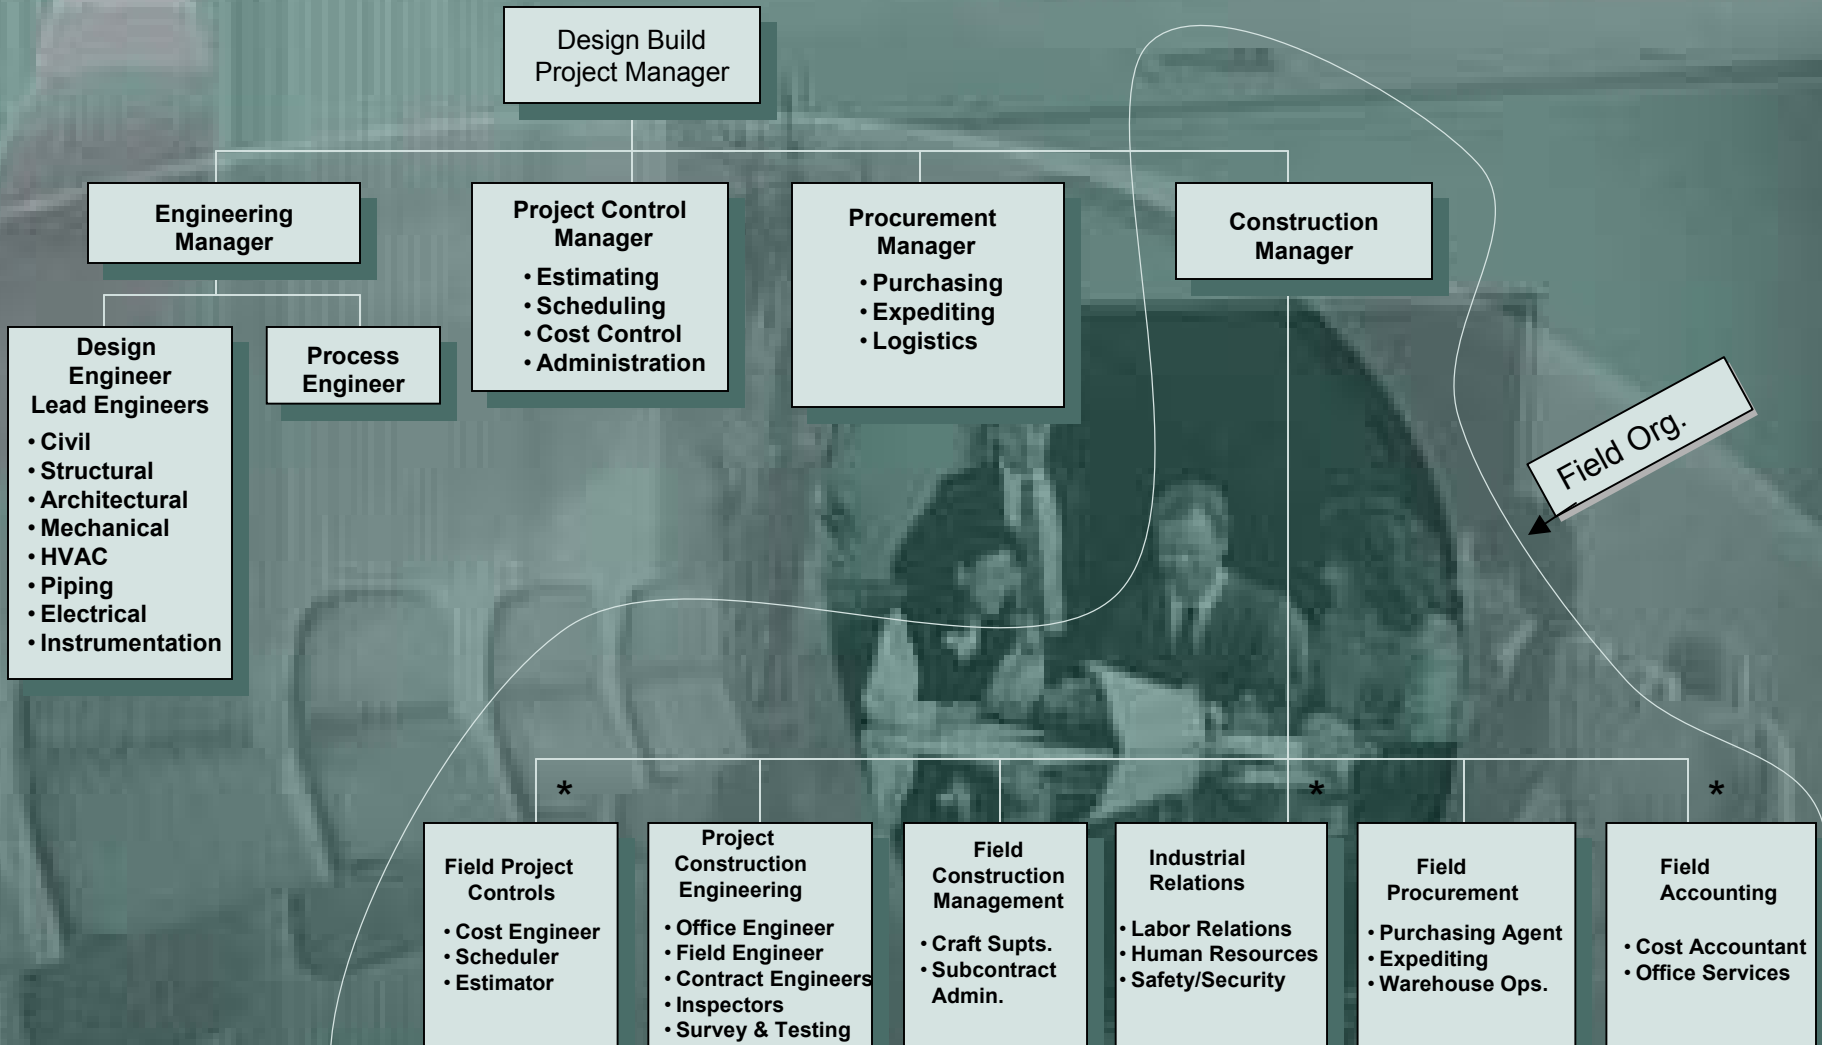 Design Build
Project Manager
Engineering
Manager
Project Control
Manager
• Estimating
• Scheduling
• Cost Control
• Administration
Procurement
Manager
• Purchasing
• Expediting
• Logistics
Construction
Manager
Design
Engineer
Lead Engineers
• Civil
• Structural
• Architectural
• Mechanical
• HVAC
• Piping
• Electrical
• Instrumentation
Process
Engineer
Field Org.
*
*
*
Field Project
Controls
• Cost Engineer
• Scheduler
• Estimator
Project
Construction
Engineering
• Office Engineer
• Field Engineer
• Contract Engineers
• Inspectors
• Survey & Testing
Field
Construction
Management
• Craft Supts.
• Subcontract
Admin.
Industrial
Relations
• Labor Relations
• Human Resources
• Safety/Security
Field
Procurement
• Purchasing Agent
• Expediting
• Warehouse Ops.
Field
Accounting
• Cost Accountant
• Office Services